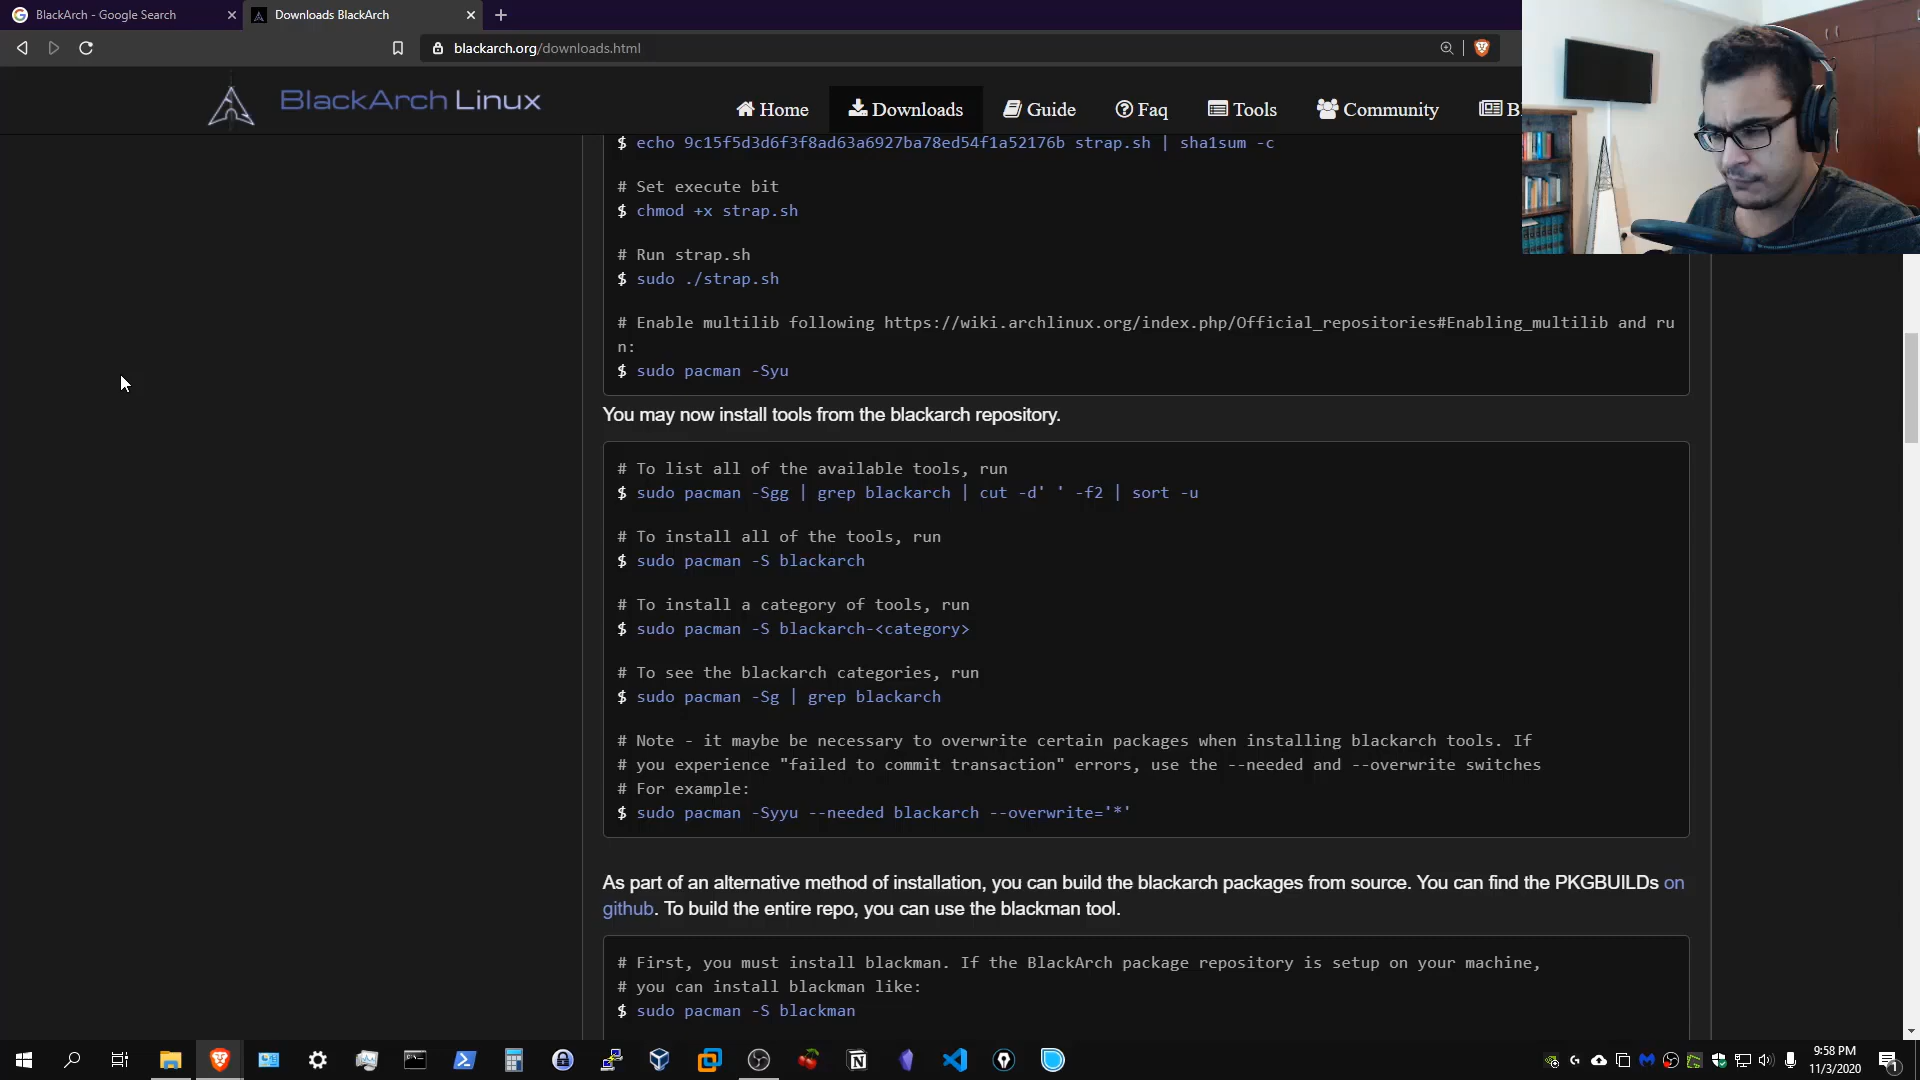 BlackArch - Google Search
Downloads BlackArch
blackarch.org/downloads.html
BlackArch Linux
Home
Downloads
Guide
Faq
Tools
Community
B
$ echo 9c15f5d3d6f3f8ad63a6927ba78ed54f1a52176b strap.sh | sha1sum -c
# Set execute bit
$ chmod +x strap.sh
# Run strap.sh
$ sudo ./strap.sh
# Enable multilib following https://wiki.archlinux.org/index.php/Official_repositories#Enabling_multilib and ru
n:
$ sudo pacman -Syu
You may now install tools from the blackarch repository.
# To list all of the available tools, run
$ sudo pacman -Sgg | grep blackarch | cut -d' ' -f2 | sort -u
# To install all of the tools, run
$ sudo pacman -S blackarch
# To install a category of tools, run
$ sudo pacman -S blackarch-<category>
# To see the blackarch categories, run
$ sudo pacman -Sg | grep blackarch
# Note - it maybe be necessary to overwrite certain packages when installing blackarch tools. If
# you experience "failed to commit transaction" errors, use the --needed and --overwrite switches
# For example:
$ sudo pacman -Syyu --needed blackarch --overwrite='*'
As part of an alternative method of installation, you can build the blackarch packages from source. You can find the PKGBUILDs on
github. To build the entire repo, you can use the blackman tool.
# First, you must install blackman. If the BlackArch package repository is setup on your machine,
# you can install blackman like:
$ sudo pacman -S blackman
9:58 PM
11/3/2020